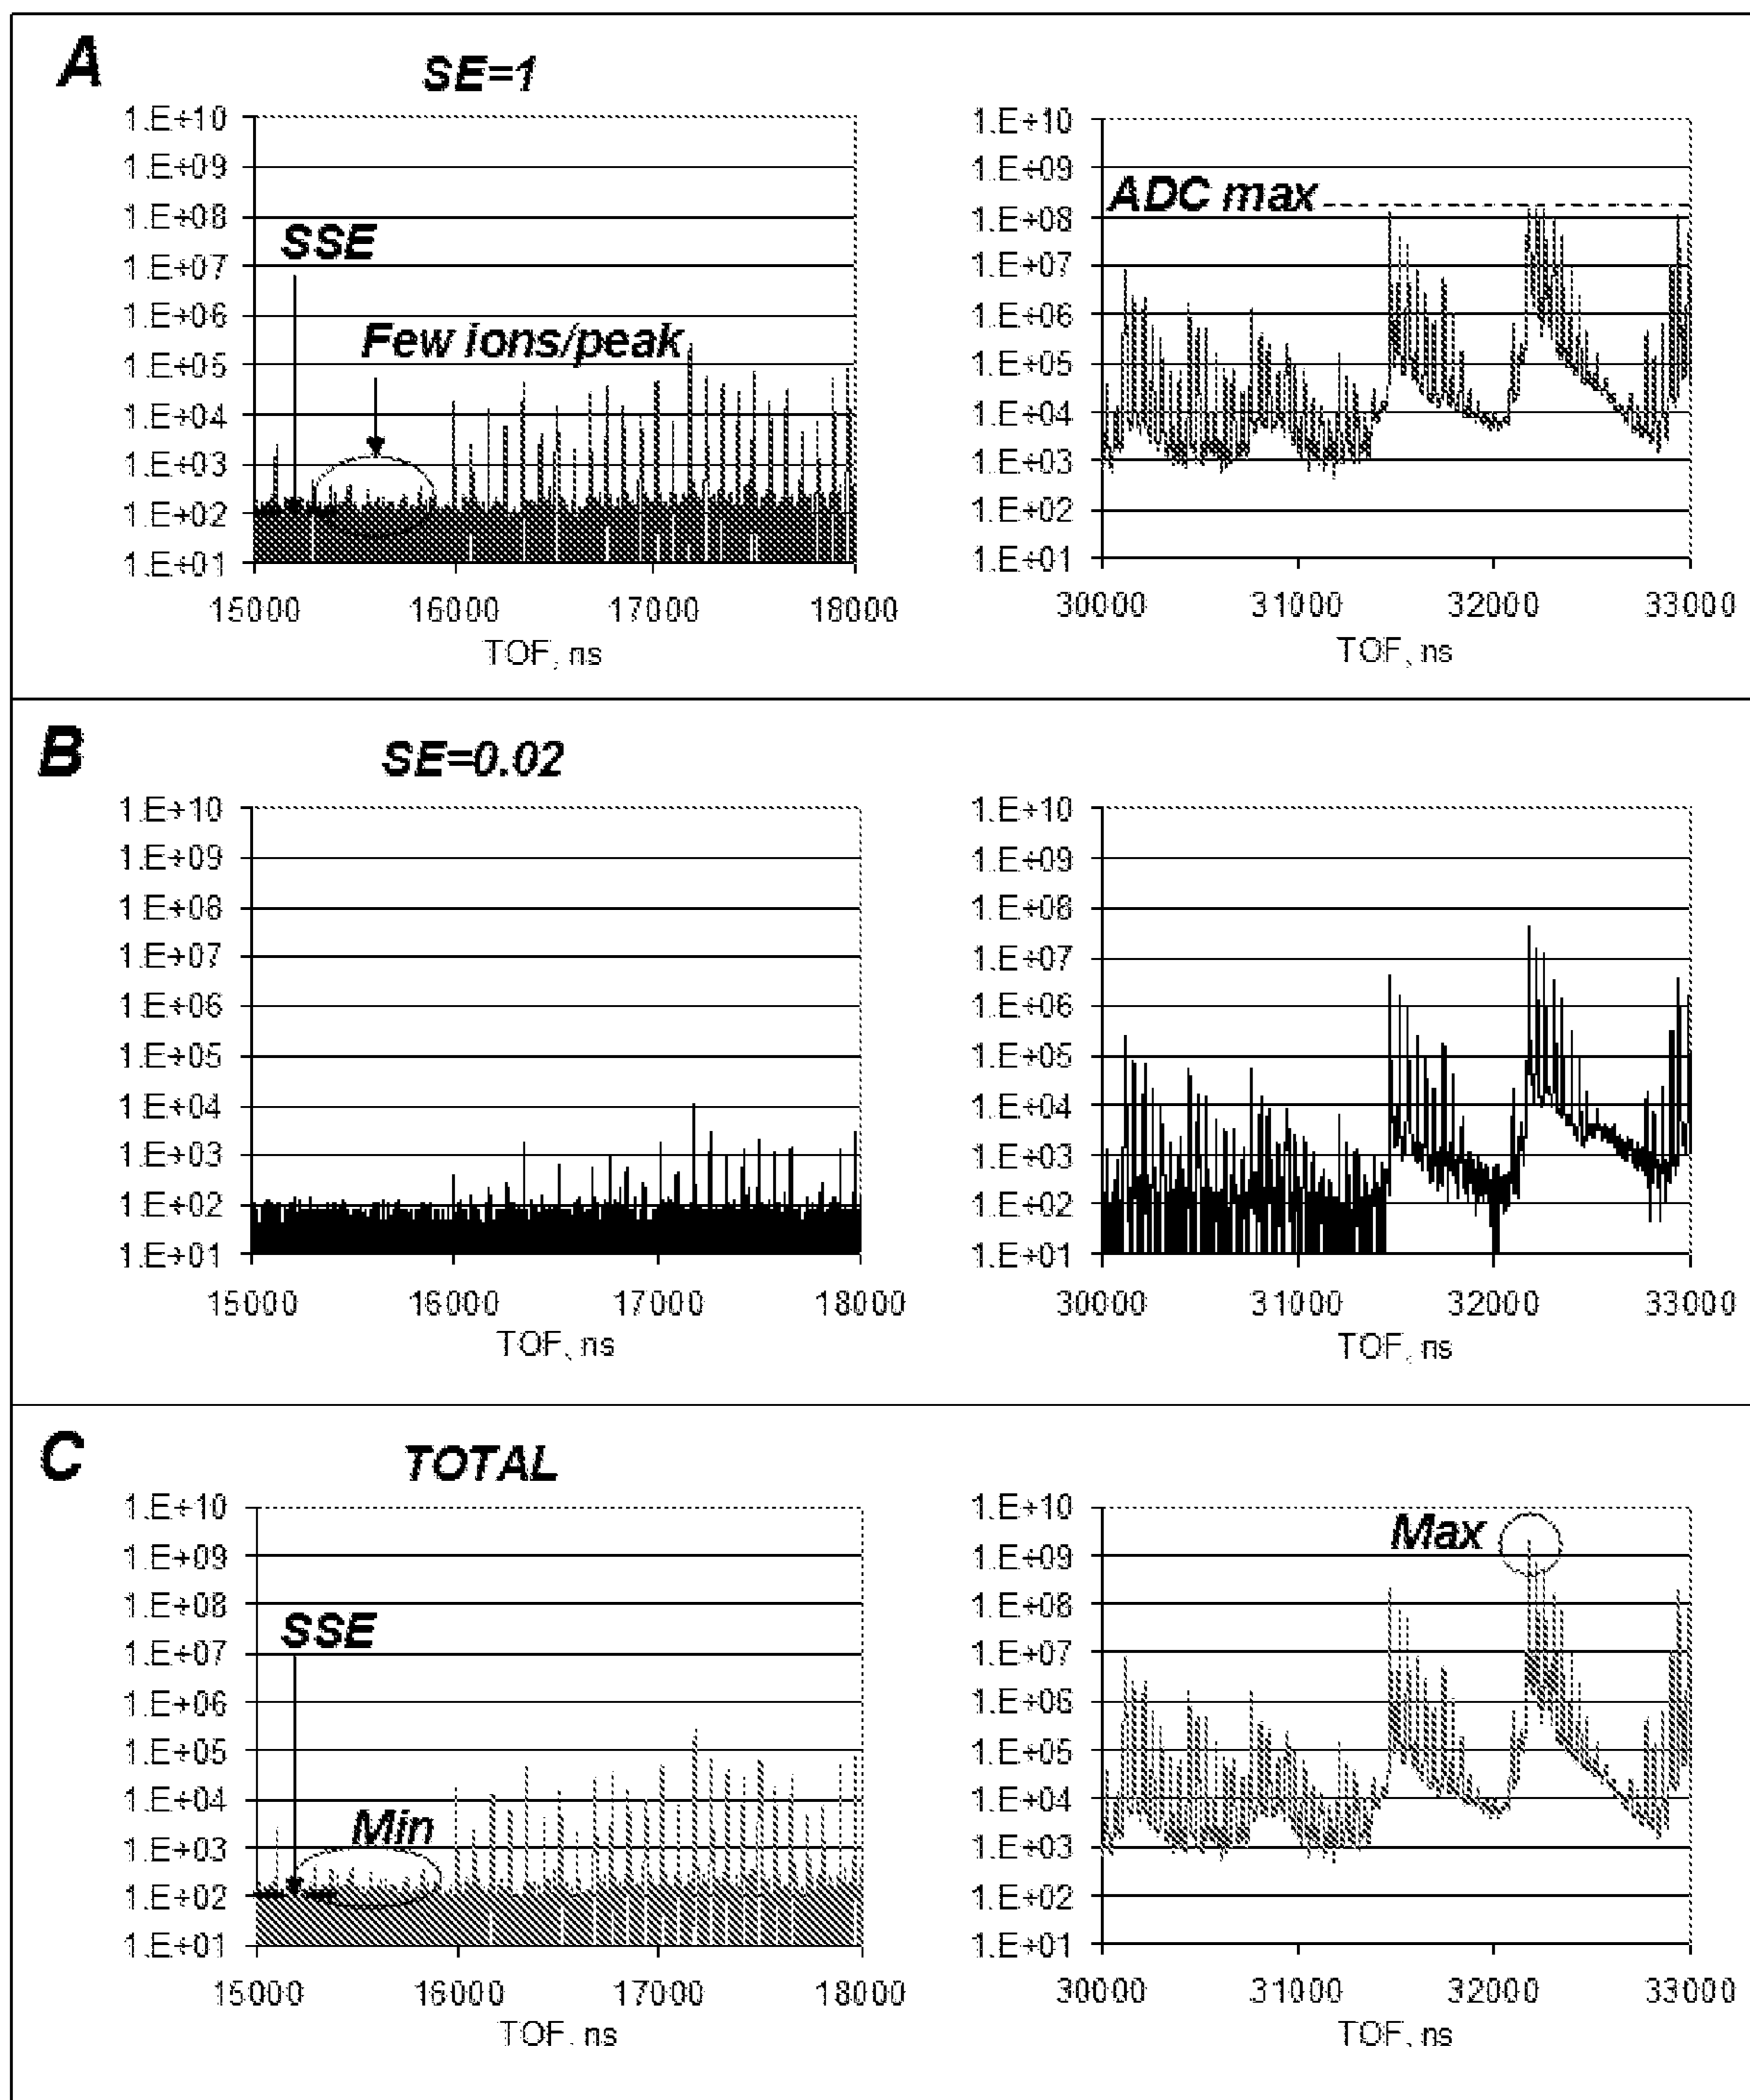 A
SE=1
1.E+10
1.E+09
1.E+08
1.E+07
1.E+06
1.E+05
1.E+04
1.E+03
1.E+02
1.E+01
SSE
Few ions/peak
15000 16000 17000 18000
TOF, ns
1.E+10
1.E+09
1.E+08
1.E+07
1.E+06
1.E+05
1.E+04
1.E+03
1.E+02
1.E+01
ADC max
30000 31000 32000 33000
TOF, ns
B
SE=0.02
1.E+10
1.E+09
1.E+08
1.E+07
1.E+06
1.E+05
1.E+04
1.E+03
1.E+02
1.E+01
15000 16000 17000 18000
TOF, ns
1.E+10
1.E+09
1.E+08
1.E+07
1.E+06
1.E+05
1.E+04
1.E+03
1.E+02
1.E+01
30000 31000 32000 33000
TOF, ns
C
TOTAL
1.E+10
1.E+09
1.E+08
1.E+07
1.E+06
1.E+05
1.E+04
1.E+03
1.E+02
1.E+01
SSE
Min
15000 16000 17000 18000
TOF, ns
1.E+10
1.E+09
1.E+08
1.E+07
1.E+06
1.E+05
1.E+04
1.E+03
1.E+02
1.E+01
Max
30000 31000 32000 33000
TOF, ns